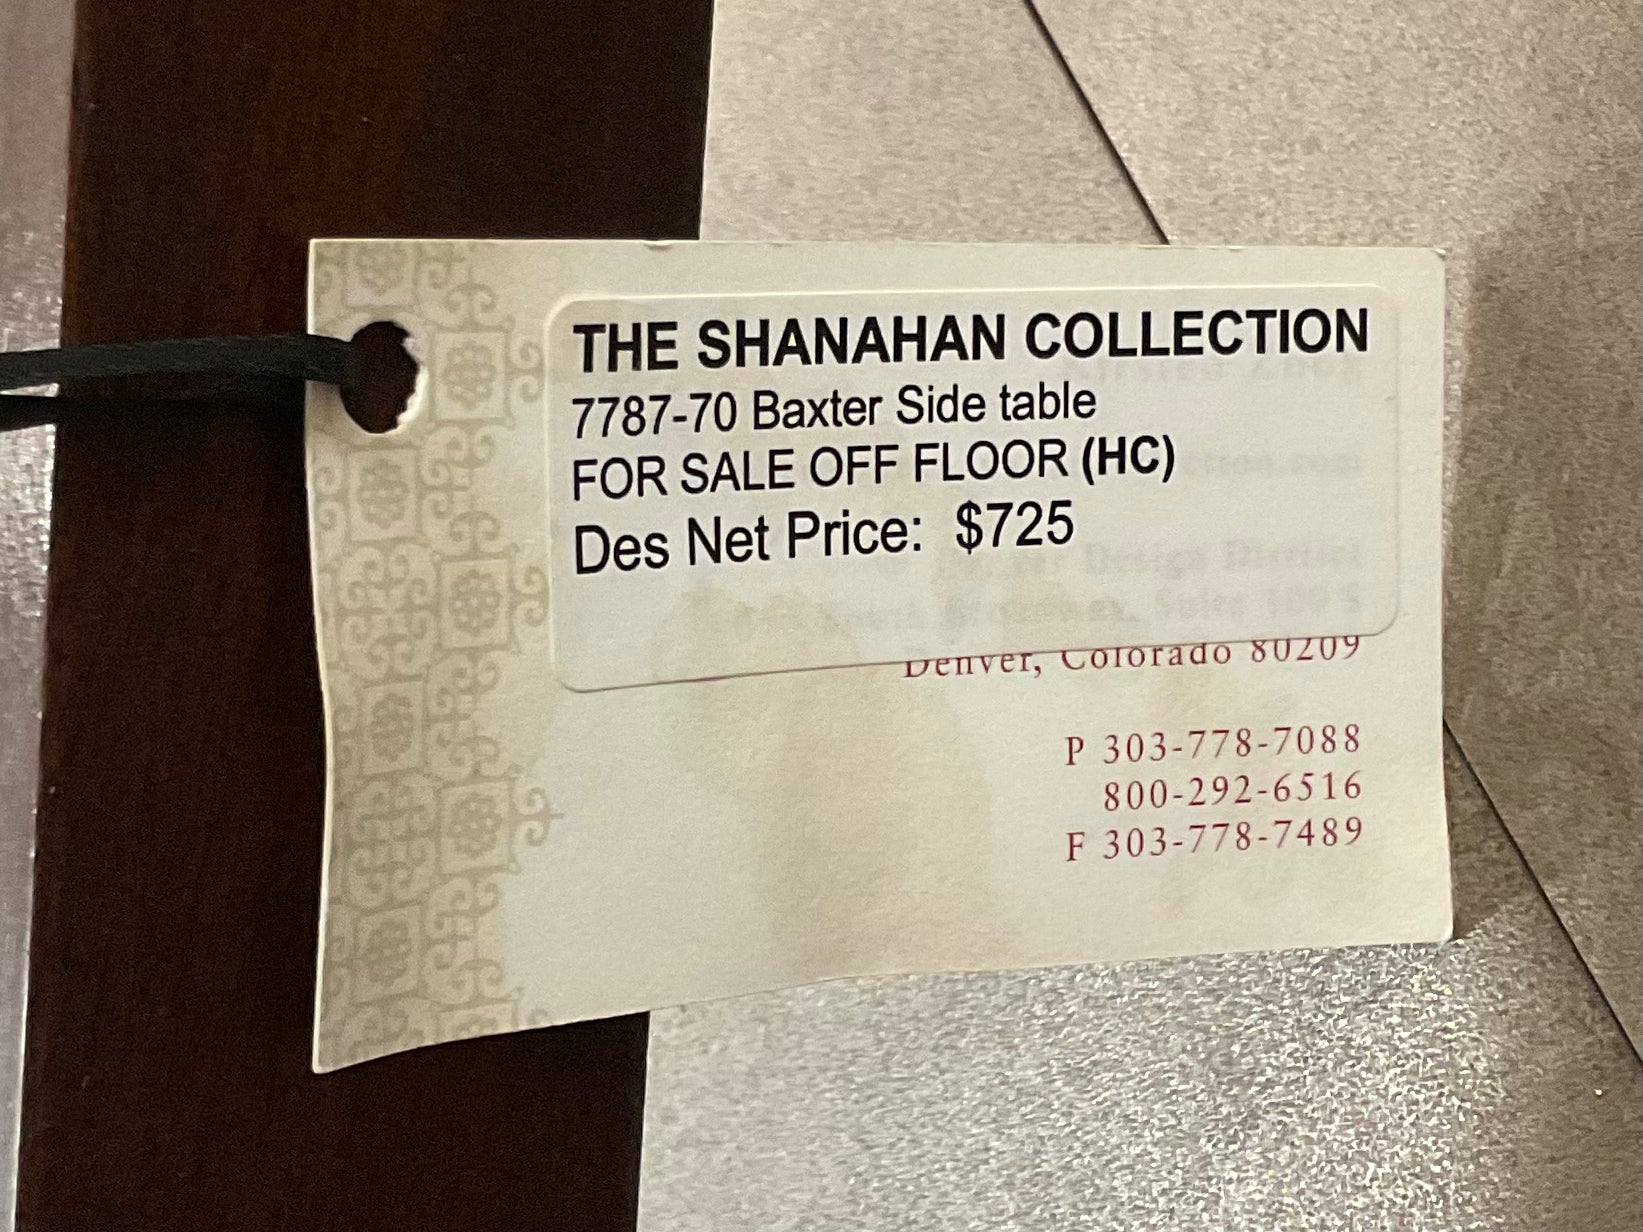 THE SHANAHAN COLLECTION
7787-70 Baxter Side table
FOR SALE OFF FLOOR (HC)
Des Net Price: $725
Denver, Colorado 80209
P 303-778-7088
800-292-6516
F 303-778-7489